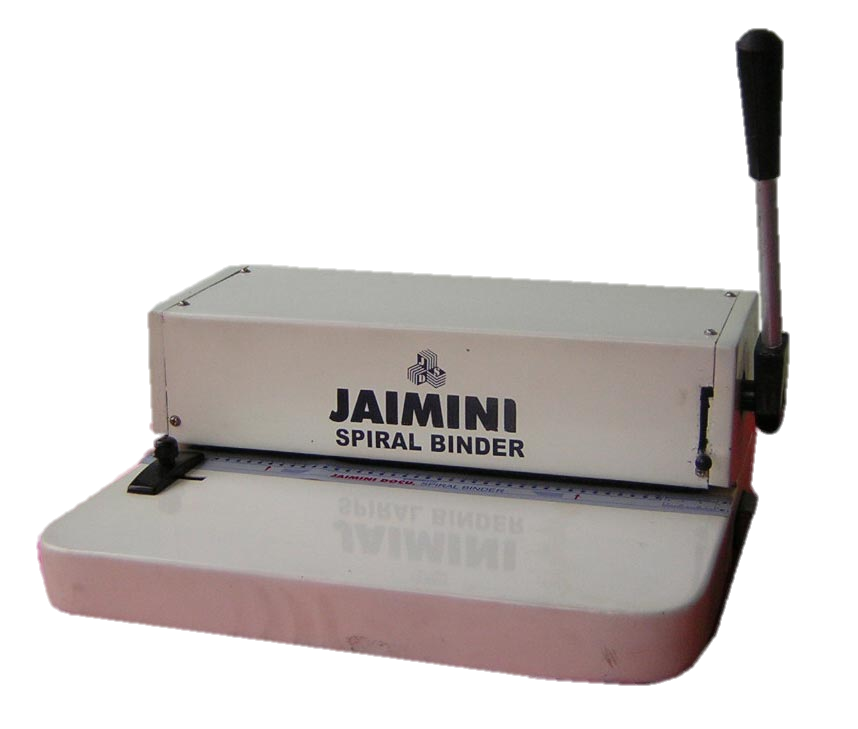 J S
D
JAIMINI
SPIRAL BINDER
JAIMINI DOCU. SPIRAL BINDER